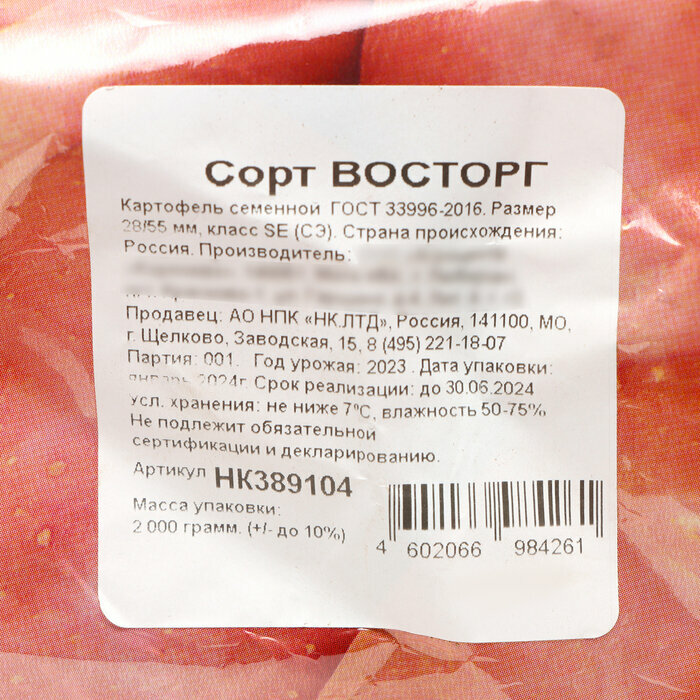 Сорт ВОСТОРГ
Картофель семенной ГОСТ 33996-2016. Размер
28/55 мм, класс SE (СЭ). Страна происхождения:
Россия. Производитель:
Продавец: АО НПК «НК.ЛТД», Россия, 141100, МО,
г. Щелково, Заводская, 15, 8 (495) 221-18-07
Партия: 001. Год урожая: 2023 . Дата упаковки:
январь 2024г. Срок реализации: до 30.06.2024
Усл. хранения: не ниже 7°С, влажность 50-75%
Не подлежит обязательной
сертификации и декларированию.
Артикул НК389104
Масса упаковки:
2 000 грамм. (+/- до 10%)
4 602066 984261